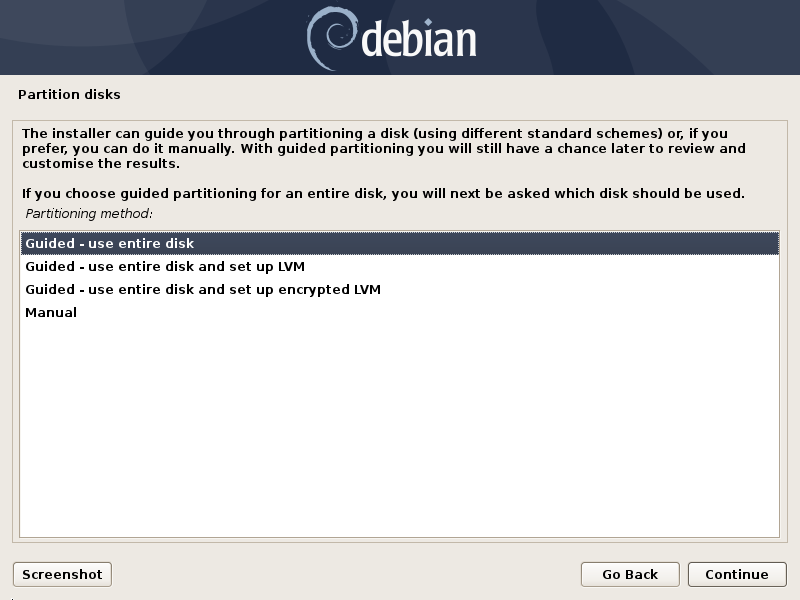 debian
Partition disks
The installer can guide you through partitioning a disk (using different standard schemes) or, if you
prefer, you can do it manually. With guided partitioning you will still have a chance later to review and
customise the results.
If you choose guided partitioning for an entire disk, you will next be asked which disk should be used.
Partitioning method:
Guided - use entire disk
Guided - use entire disk and set up LVM
Guided - use entire disk and set up encrypted LVM
Manual
Screenshot
Go Back
Continue